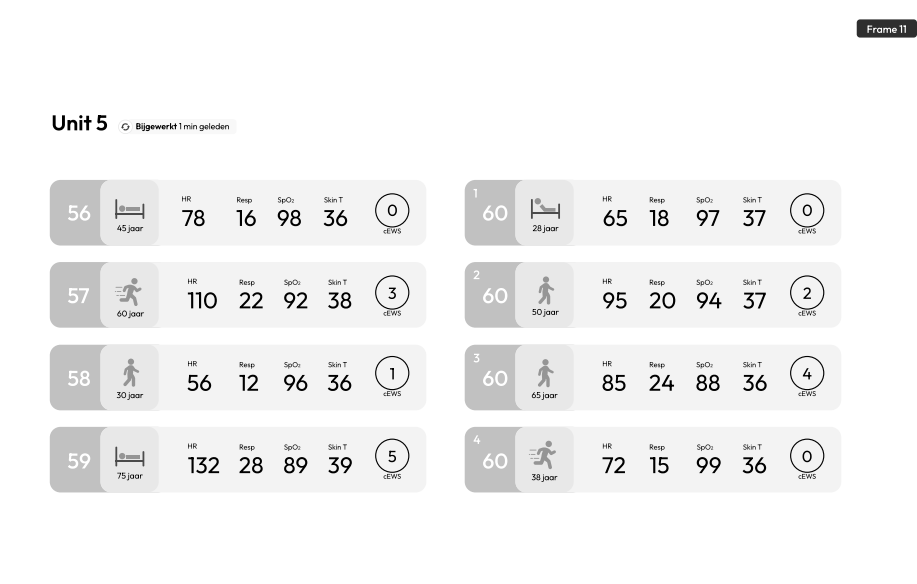 Frame 11
Unit 5
Bijgewerkt 1 min geleden
56
45 jaar
HR Resp SpO₂ Skin T
78 16 98 36
0
cEWS
57
60 jaar
HR Resp SpO₂ Skin T
110 22 92 38
3
cEWS
58
30 jaar
HR Resp SpO₂ Skin T
56 12 96 36
1
cEWS
59
75 jaar
HR Resp SpO₂ Skin T
132 28 89 39
5
cEWS
1
60
28 jaar
HR Resp SpO₂ Skin T
65 18 97 37
0
cEWS
2
60
50 jaar
HR Resp SpO₂ Skin T
95 20 94 37
2
cEWS
3
60
65 jaar
HR Resp SpO₂ Skin T
85 24 88 36
4
cEWS
4
60
38 jaar
HR Resp SpO₂ Skin T
72 15 99 36
0
cEWS